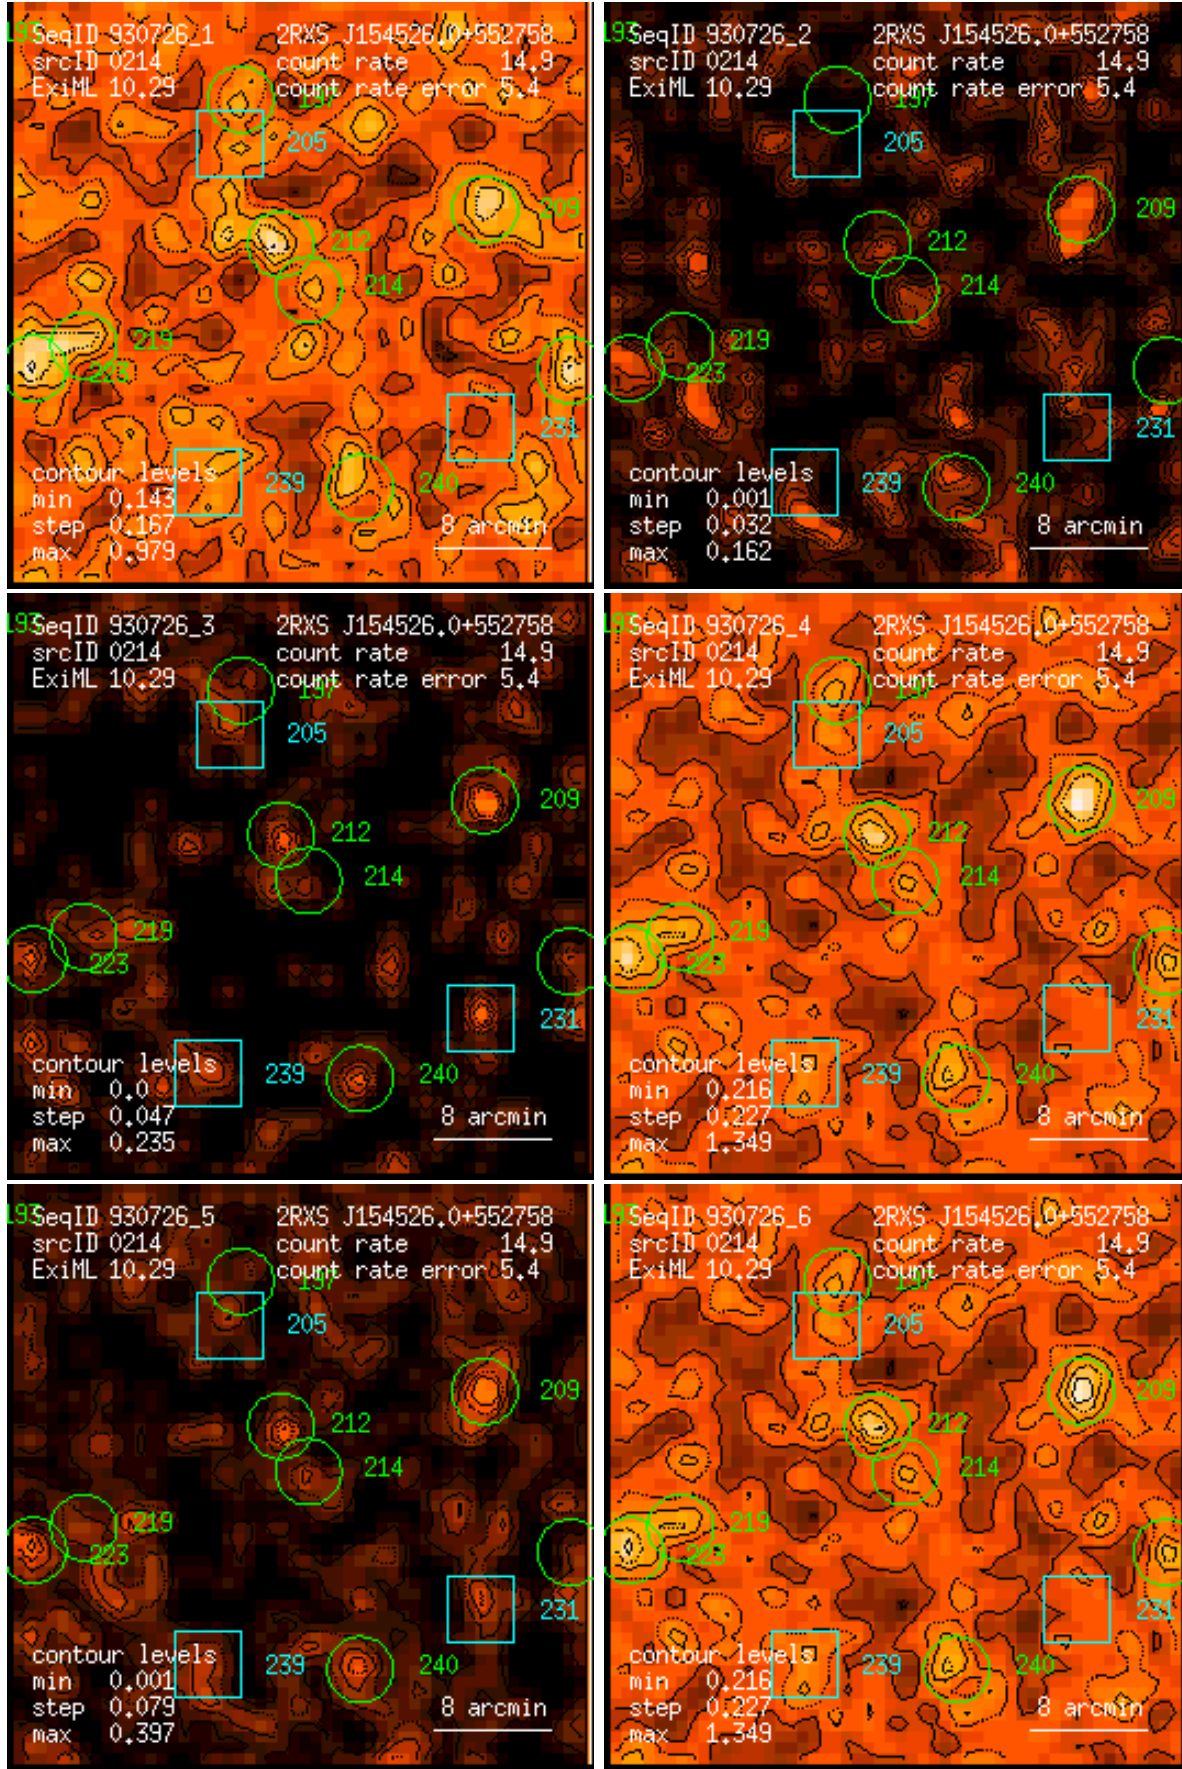 193 SeqID 930726_1 2RXS J154526.0+552758
srcID 0214 count rate 14.9
ExiML 10.29 count rate error 5.4
197
205
209
212
214
219
223
231
239
240
contour levels
min 0.143
step 0.167
max 0.979
8 arcmin
193 SeqID 930726_2 2RXS J154526.0+552758
srcID 0214 count rate 14.9
ExiML 10.29 count rate error 5.4
197
205
209
212
214
219
223
231
239
240
contour levels
min 0.001
step 0.032
max 0.162
8 arcmin
193 SeqID 930726_3 2RXS J154526.0+552758
srcID 0214 count rate 14.9
ExiML 10.29 count rate error 5.4
197
205
209
212
214
219
223
231
239
240
contour levels
min 0.0
step 0.047
max 0.235
8 arcmin
193 SeqID 930726_4 2RXS J154526.0+552758
srcID 0214 count rate 14.9
ExiML 10.29 count rate error 5.4
197
205
209
212
214
219
223
231
239
240
contour levels
min 0.216
step 0.227
max 1.349
8 arcmin
193 SeqID 930726_5 2RXS J154526.0+552758
srcID 0214 count rate 14.9
ExiML 10.29 count rate error 5.4
197
205
209
212
214
219
223
231
239
240
contour levels
min 0.001
step 0.079
max 0.397
8 arcmin
193 SeqID 930726_6 2RXS J154526.0+552758
srcID 0214 count rate 14.9
ExiML 10.29 count rate error 5.4
197
205
209
212
214
219
223
231
239
240
contour levels
min 0.216
step 0.227
max 1.349
8 arcmin